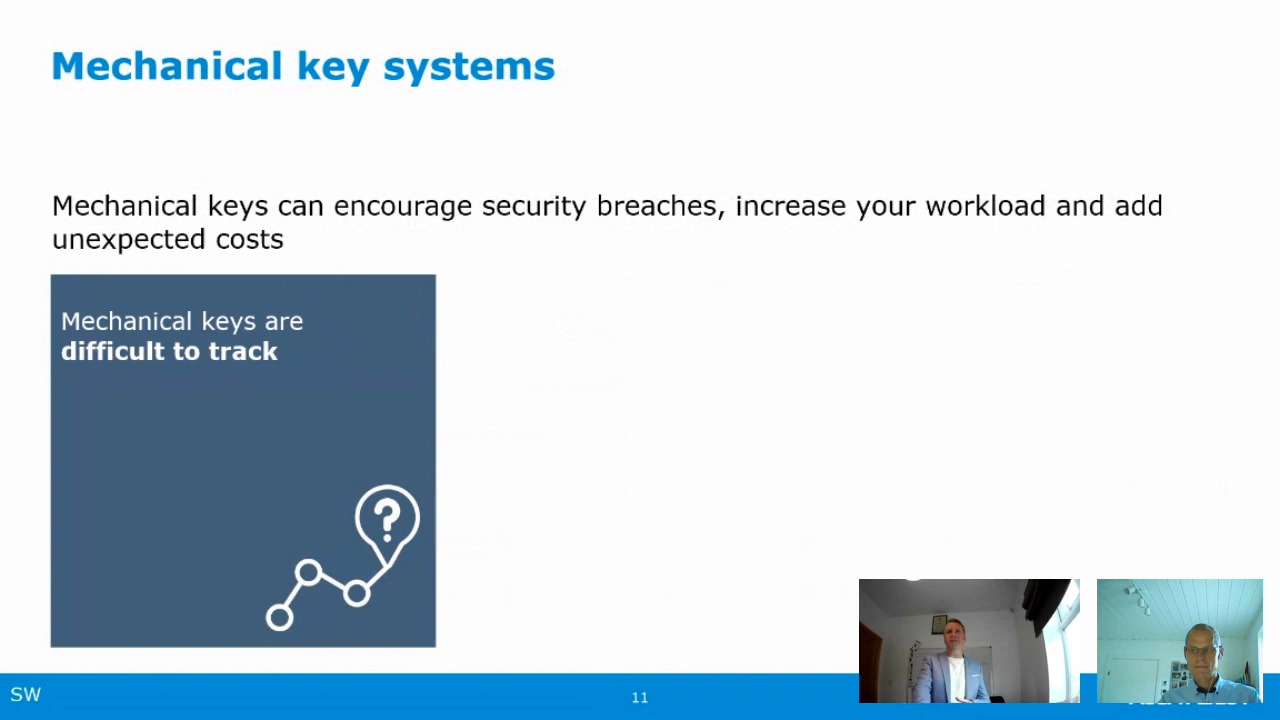 Mechanical key systems
Mechanical keys can encourage security breaches, increase your workload and add
unexpected costs
Mechanical keys are
difficult to track
?
SW
11